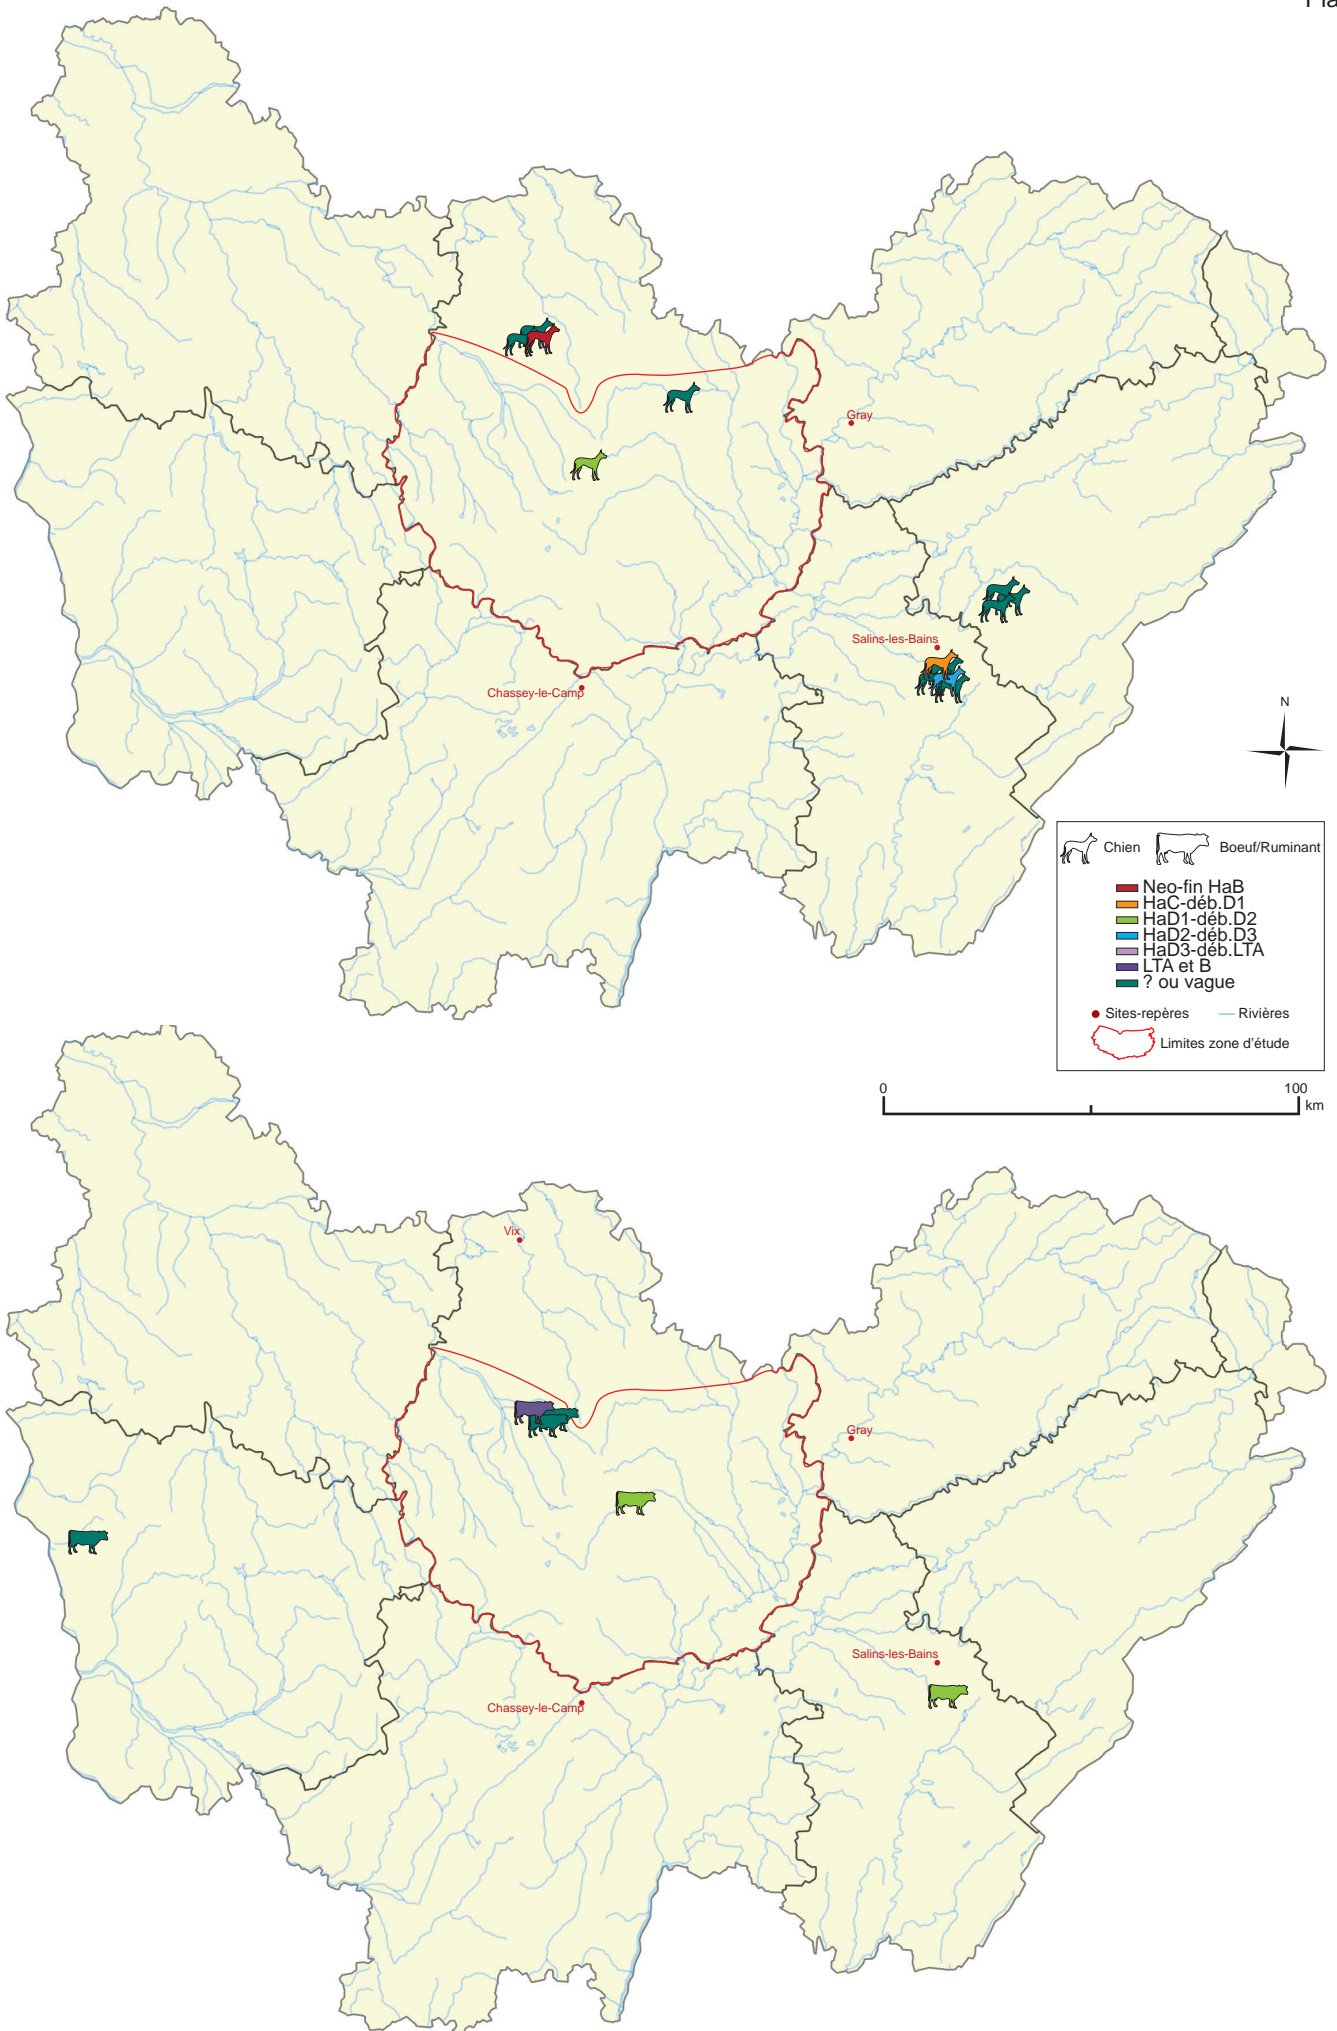 Gray
Salins-les-Bains
Chassey-le-Camp
N
Chien Boeuf/Ruminant
Neo-fin HaB
HaC-déb.D1
HaD1-déb.D2
HaD2-déb.D3
HaD3-déb.LTA
LTA et B
? ou vague
Sites-repères Rivières
Limites zone d'étude
0 100
km
Vix
Gray
Salins-les-Bains
Chassey-le-Camp